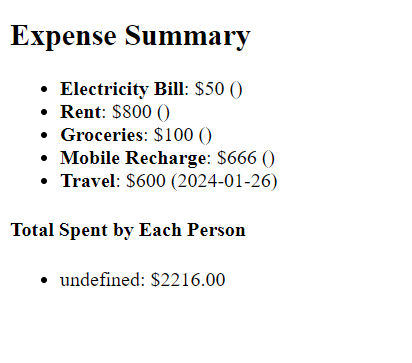 Expense Summary
• Electricity Bill: $50 ()
• Rent: $800 ()
• Groceries: $100 ()
• Mobile Recharge: $666 ()
• Travel: $600 (2024-01-26)
Total Spent by Each Person
• undefined: $2216.00